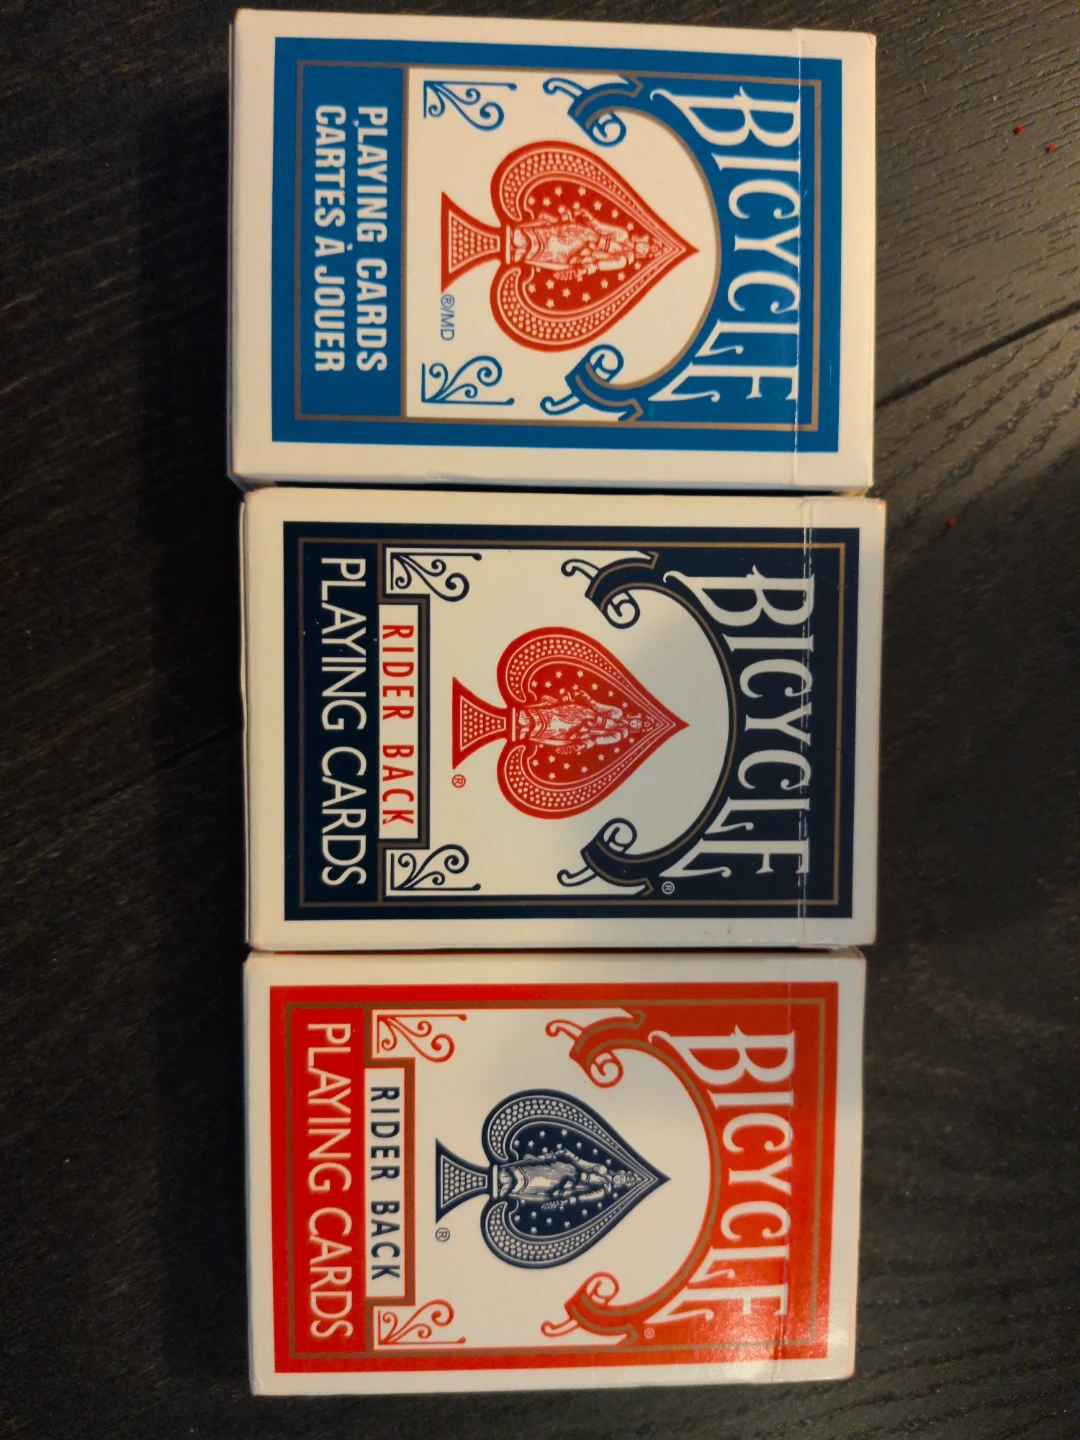 BICYCLE
®/MD
PLAYING CARDS
CARTES À JOUER
BICYCLE®
®
RIDER BACK
PLAYING CARDS
BICYCLE®
®
RIDER BACK
PLAYING CARDS